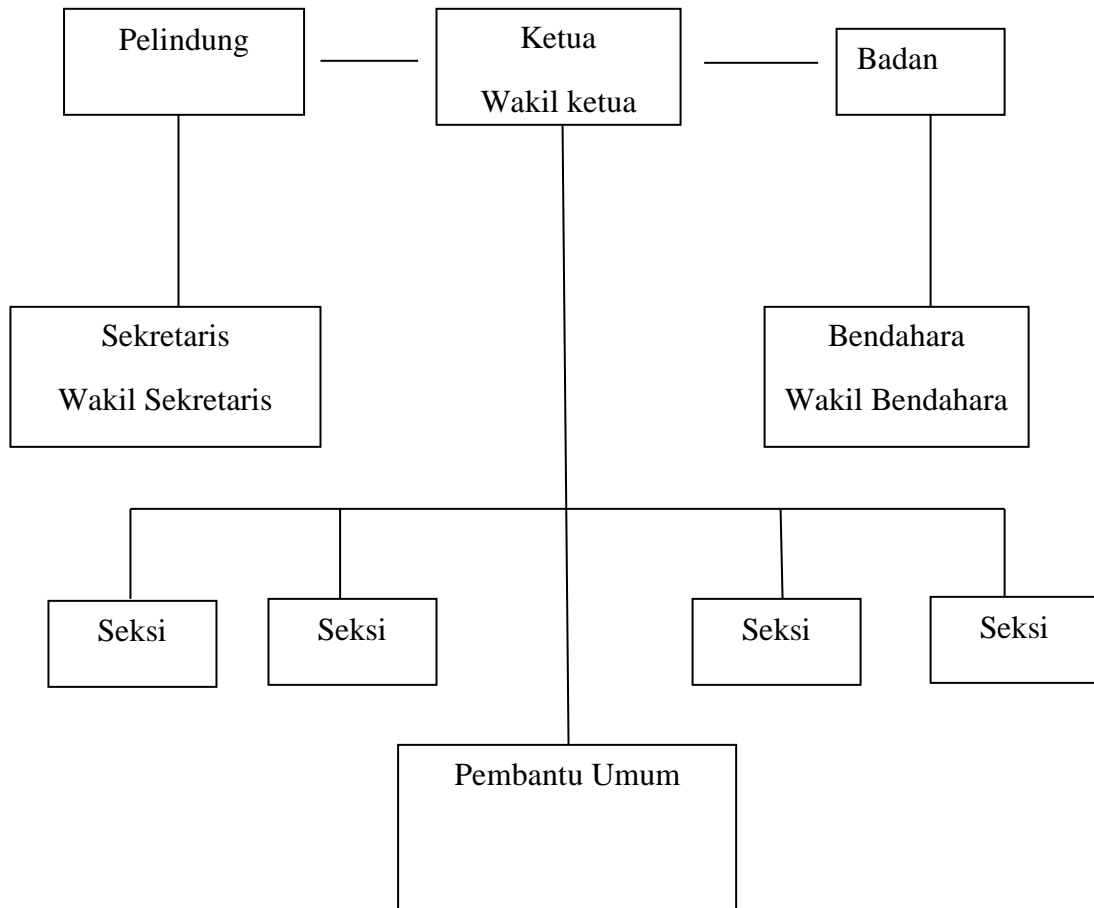 Pelindung
Ketua
Wakil ketua
Badan
Sekretaris
Wakil Sekretaris
Bendahara
Wakil Bendahara
Seksi
Seksi
Seksi
Seksi
Pembantu Umum